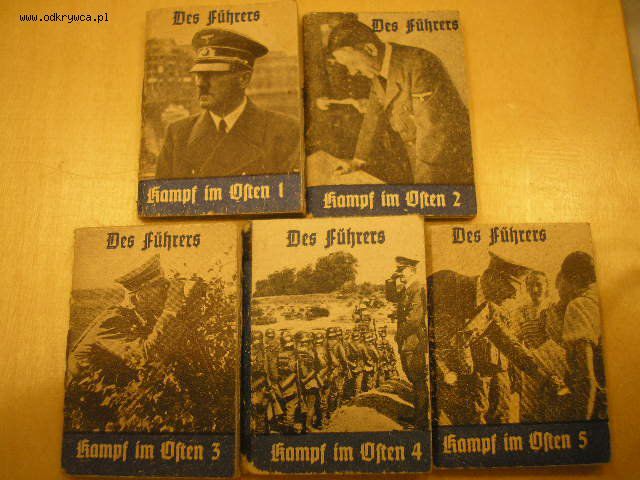 www.odkrywca.pl
Des Führers
Kampf im Osten 1
Des Führers
Kampf im Osten 2
Des Führers
Kampf im Osten 3
Des Führers
Kampf im Osten 4
Des Führers
Kampf im Osten 5